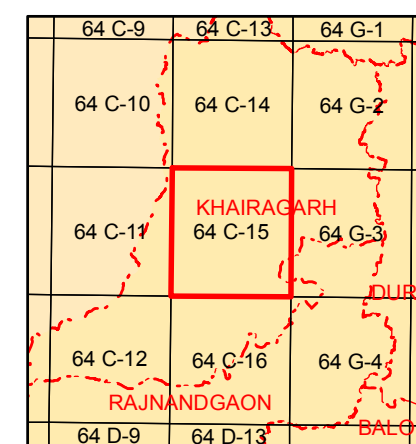 64 C-9 64 C-13 64 G-1
64 C-10 64 C-14 64 G-2
KHAIRAGARH
64 C-11 64 C-15 64 G-3
DUR
64 C-12 64 C-16 64 G-4
RAJNANDGAON
BALO
64 D-9 64 D-13